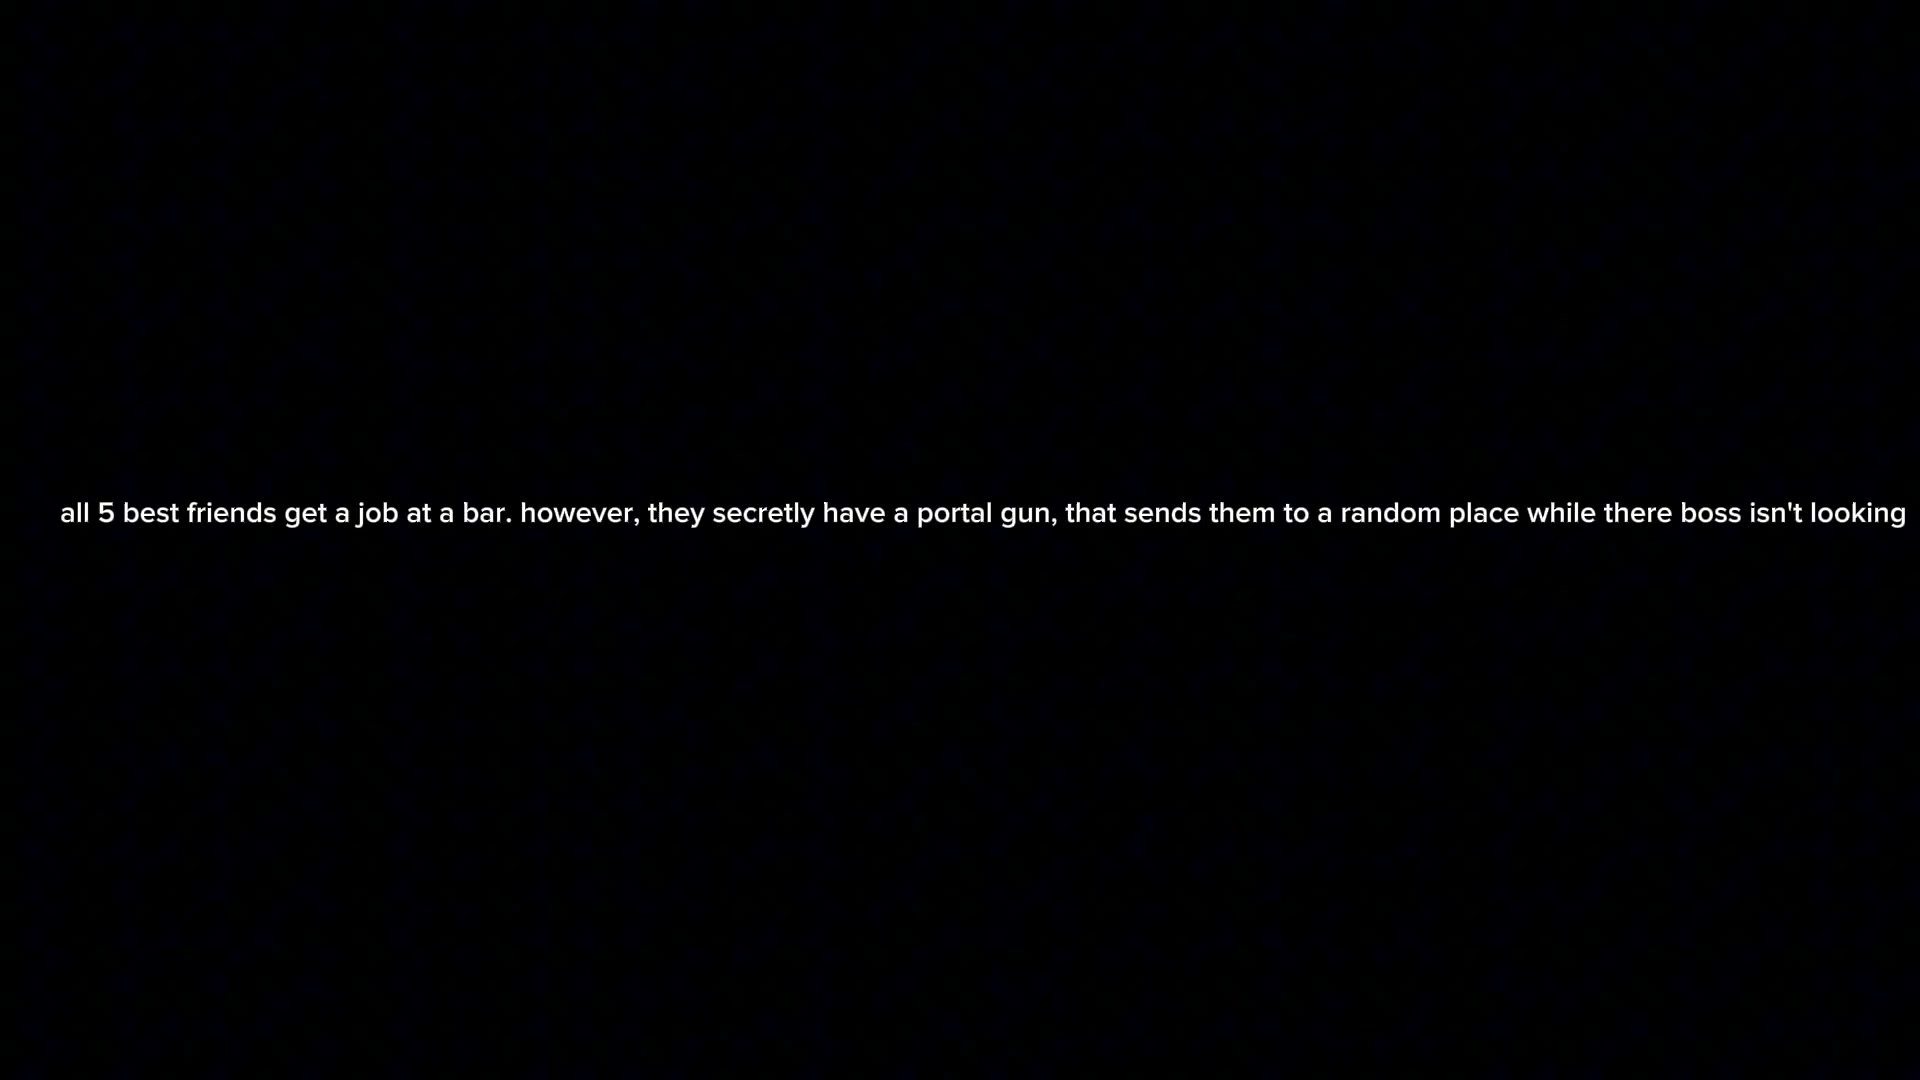 all 5 best friends get a job at a bar. however, they secretly have a portal gun, that sends them to a random place while there boss isn't looking